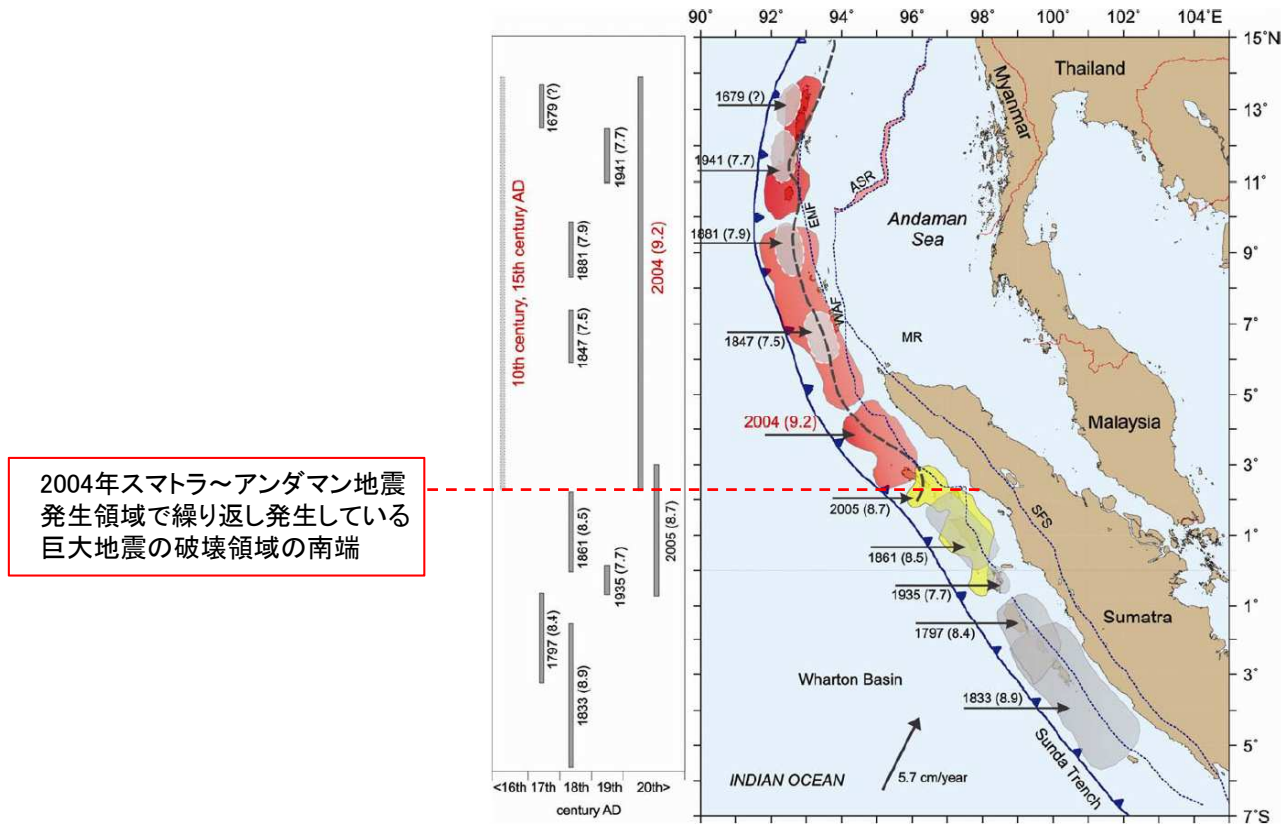 2004年スマトラ～アンダマン地震
発生領域で繰り返し発生している
巨大地震の破壊領域の南端
10th century, 15th century AD
1679 (?)
1941 (7.7)
1881 (7.9)
1847 (7.5)
2004 (9.2)
1861 (8.5)
1935 (7.7)
2005 (8.7)
1797 (8.4)
1833 (8.9)
<16th 17th 18th 19th 20th>
century AD
90° 92° 94° 96° 98° 100° 102° 104°E
15°N
13°
11°
9°
7°
5°
3°
1°
1°
3°
5°
7°S
Thailand
Myanmar
1679 (?)
1941 (7.7)
ASR
EMF
Andaman
Sea
1881 (7.9)
WAF
1847 (7.5)
MR
2004 (9.2)
Malaysia
2005 (8.7)
SFS
1861 (8.5)
1935 (7.7)
Sumatra
1797 (8.4)
Wharton Basin
1833 (8.9)
Sunda Trench
INDIAN OCEAN
5.7 cm/year